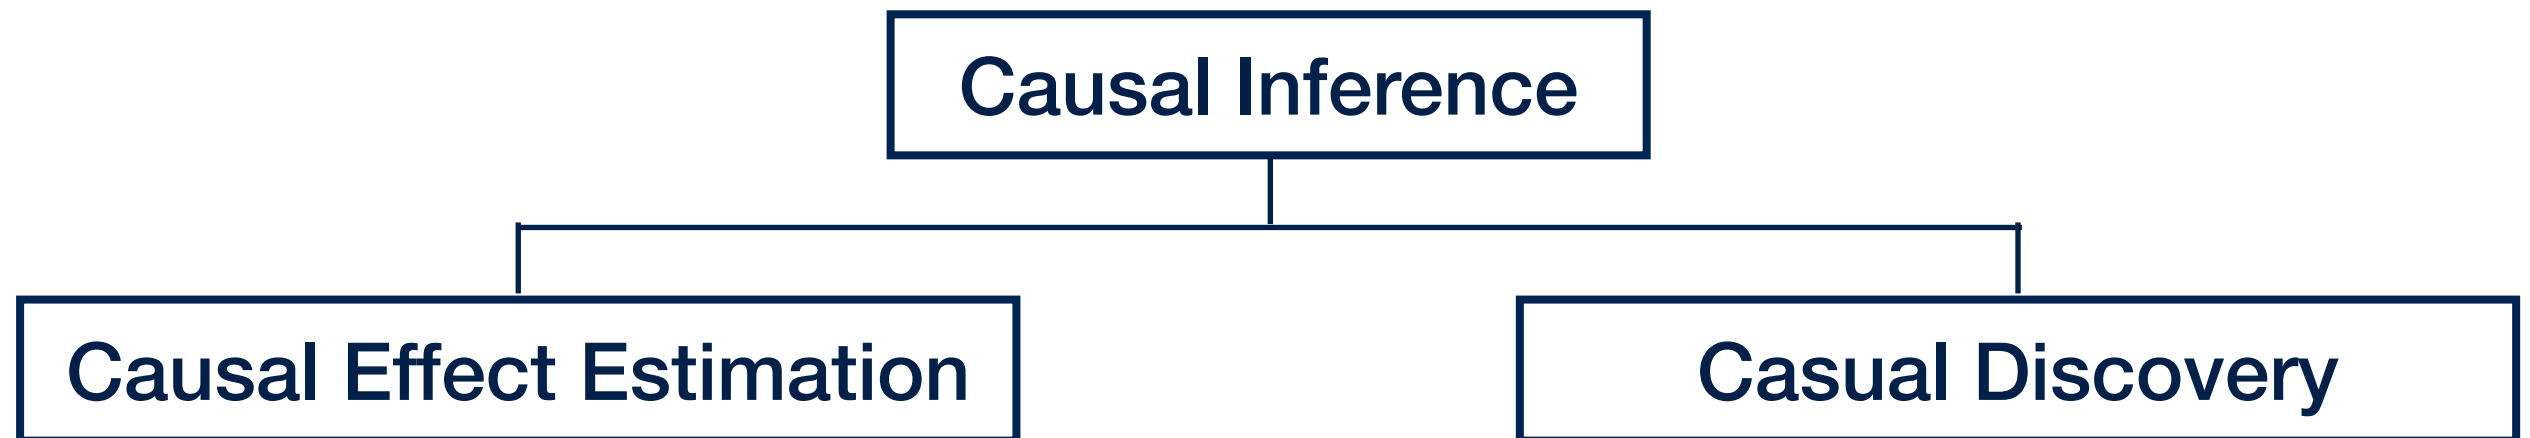 Causal Inference
Causal Effect Estimation
Casual Discovery